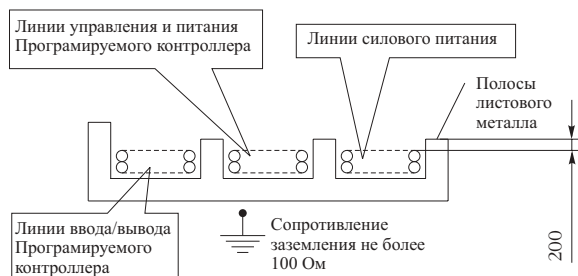 Линии управления и питания
Програмируемого контроллера
Линии силового питания
Полосы
листового
металла
Линии ввода/вывода
Програмируемого
контроллера
Сопротивление
заземления не более
100 Ом
200